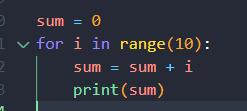 sum = 0
for i in range(10):
    sum = sum + i
    print(sum)